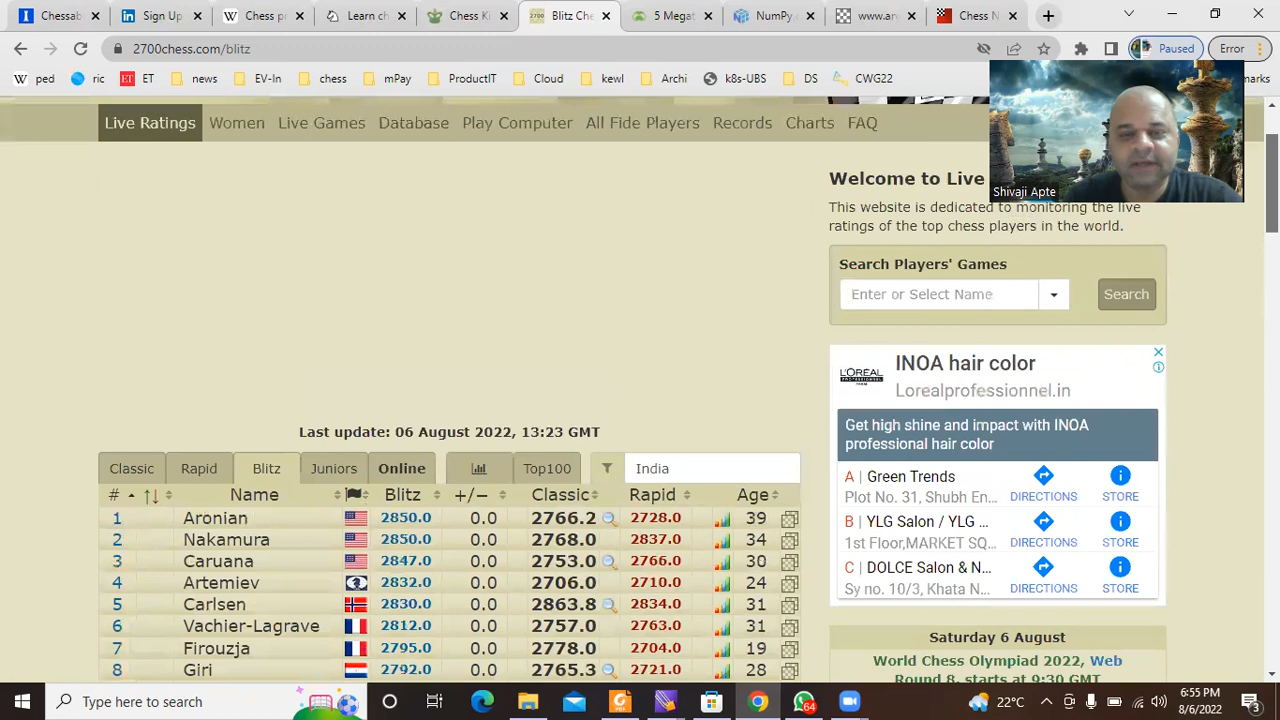 Chessab
Sign Up
Chess pr
Learn ch
Chess Ki
Blitz Che
5 Megat
NumPy.
www.are
Chess N
2700chess.com/blitz
Paused
Error
ped
ric
ET
news
EV-In
chess
mPay
ProductIT
Cloud
kewl
Archi
k8s-UBS
DS
CWG22
marks
Live Ratings Women Live Games Database Play Computer All Fide Players Records Charts FAQ
Shivaji Apte
Welcome to Live
This website is dedicated to monitoring the live
ratings of the top chess players in the world.
Search Players' Games
Enter or Select Name
Search
L'ORÉAL
PROFESSIONNEL
INOA hair color
Lorealprofessionnel.in
Get high shine and impact with INOA
professional hair color
A | Green Trends
Plot No. 31, Shubh En...
DIRECTIONS STORE
B | YLG Salon / YLG ...
1st Floor,MARKET SQ...
DIRECTIONS STORE
C | DOLCE Salon & N...
Sy no. 10/3, Khata N...
DIRECTIONS STORE
Saturday 6 August
World Chess Olympiad 2022, Web
Round 8, starts at 9:30 GMT
Last update: 06 August 2022, 13:23 GMT
Classic Rapid Blitz Juniors Online Top100 India
# Name Blitz +/− Classic Rapid Age
1 Aronian 2850.0 0.0 2766.2 2728.0 39
2 Nakamura 2850.0 0.0 2768.0 2837.0 34
3 Caruana 2847.0 0.0 2753.0 2766.0 30
4 Artemiev 2832.0 0.0 2706.0 2710.0 24
5 Carlsen 2830.0 0.0 2863.8 2834.0 31
6 Vachier-Lagrave 2812.0 0.0 2757.0 2763.0 31
7 Firouzja 2795.0 0.0 2778.0 2704.0 19
8 Giri 2792.0 0.0 2765.3 2721.0 28
Type here to search
64
22°C
6:55 PM
8/6/2022
3